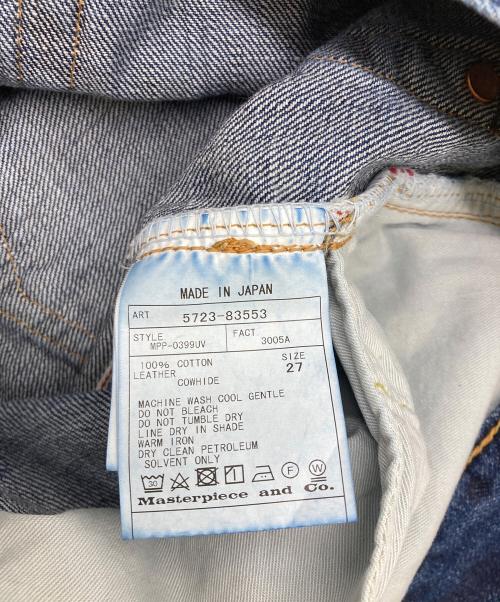 MADE IN JAPAN
ART 5723-83553
STYLE MPP-0399UV FACT 3005A
100% COTTON SIZE
LEATHER 27
COWHIDE
MACHINE WASH COOL GENTLE
DO NOT BLEACH
DO NOT TUMBLE DRY
LINE DRY IN SHADE
WARM IRON
DRY CLEAN PETROLEUM
SOLVENT ONLY
30 F W
Masterpiece and Co.